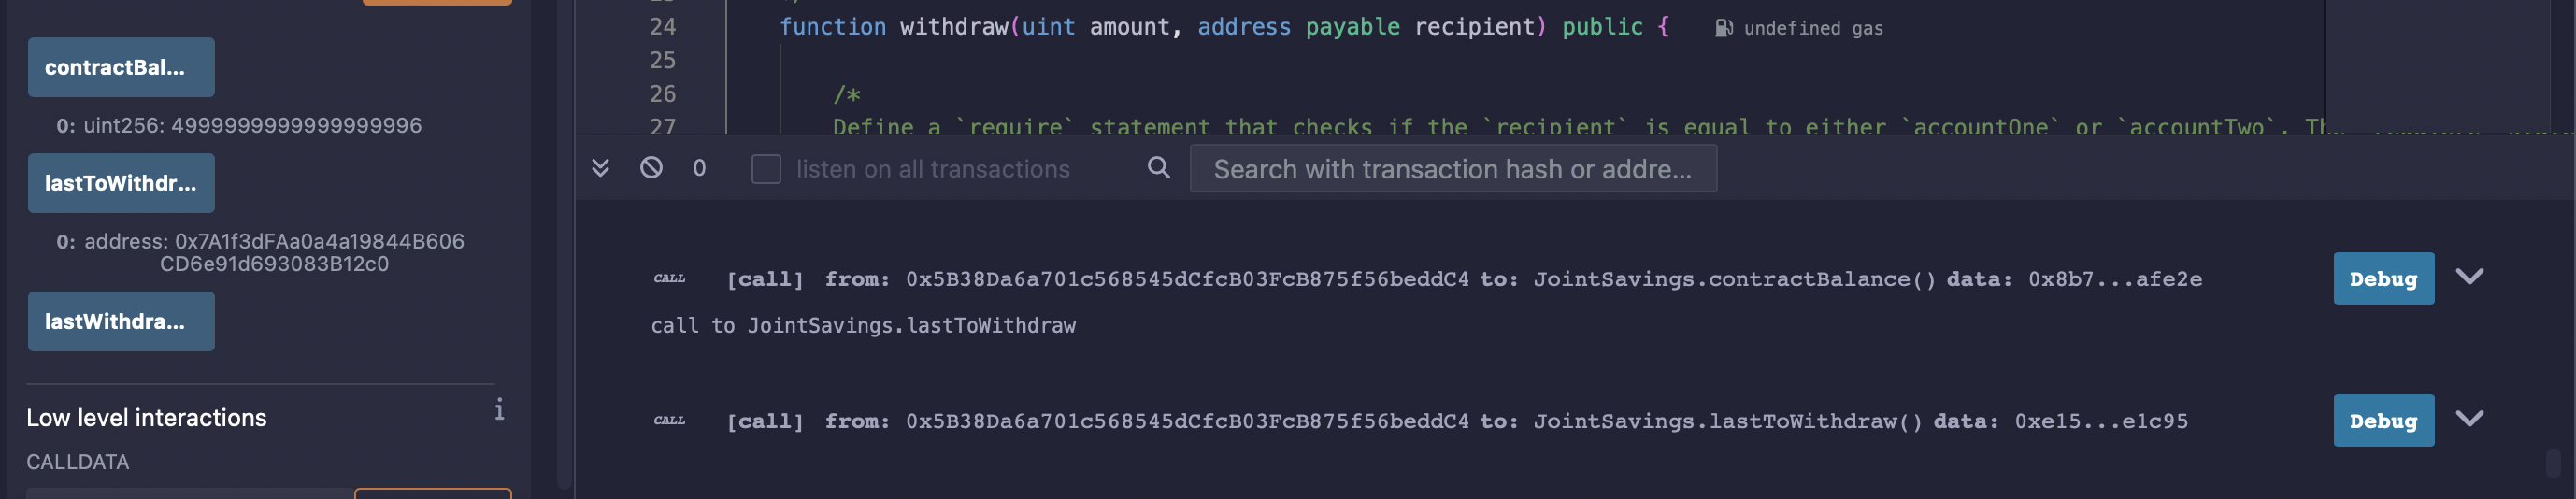 contractBal...
0: uint256: 4999999999999999996
lastToWithdr...
0: address: 0x7A1f3dFAa0a4a19844B606
CD6e91d693083B12c0
lastWithdra...
Low level interactions
i
CALLDATA
24 function withdraw(uint amount, address payable recipient) public { undefined gas
25
26 /*
27 Define a `require` statement that checks if the `recipient` is equal to either `accountOne` or `accountTwo`. The
0 listen on all transactions Search with transaction hash or addre...
CALL [call] from: 0x5B38Da6a701c568545dCfcB03FcB875f56beddC4 to: JointSavings.contractBalance() data: 0x8b7...afe2e Debug
call to JointSavings.lastToWithdraw
CALL [call] from: 0x5B38Da6a701c568545dCfcB03FcB875f56beddC4 to: JointSavings.lastToWithdraw() data: 0xe15...e1c95 Debug